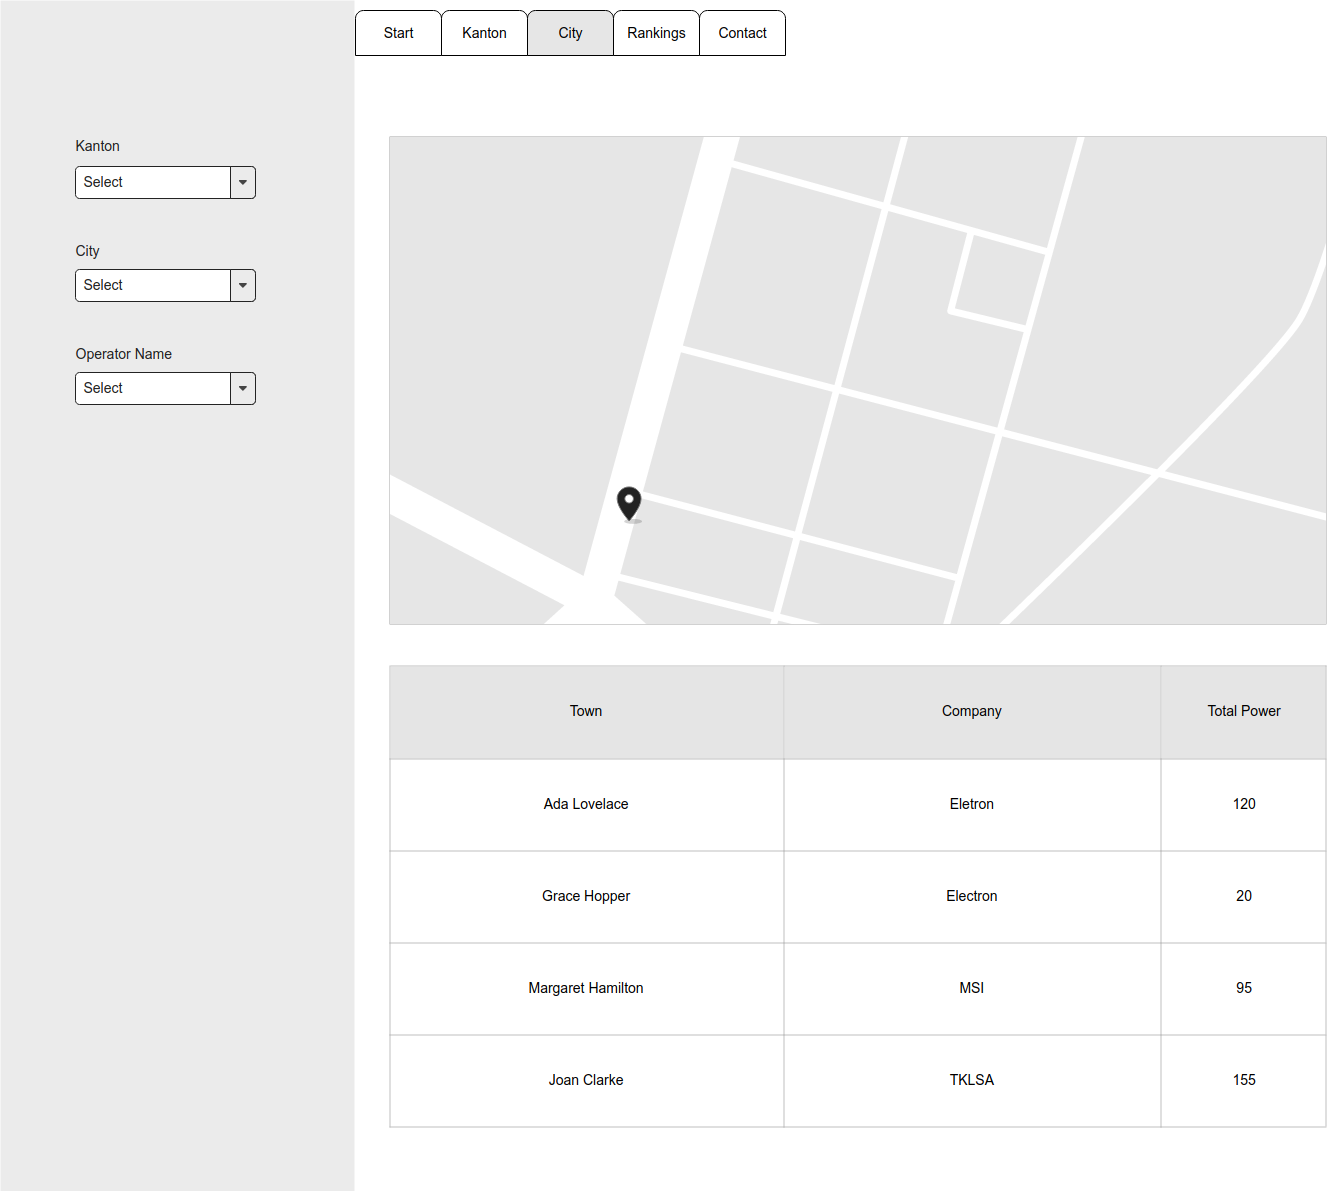 Start
Kanton
City
Rankings
Contact
Kanton
Select
City
Select
Operator Name
Select
Town
Company
Total Power
Ada Lovelace
Eletron
120
Grace Hopper
Electron
20
Margaret Hamilton
MSI
95
Joan Clarke
TKLSA
155